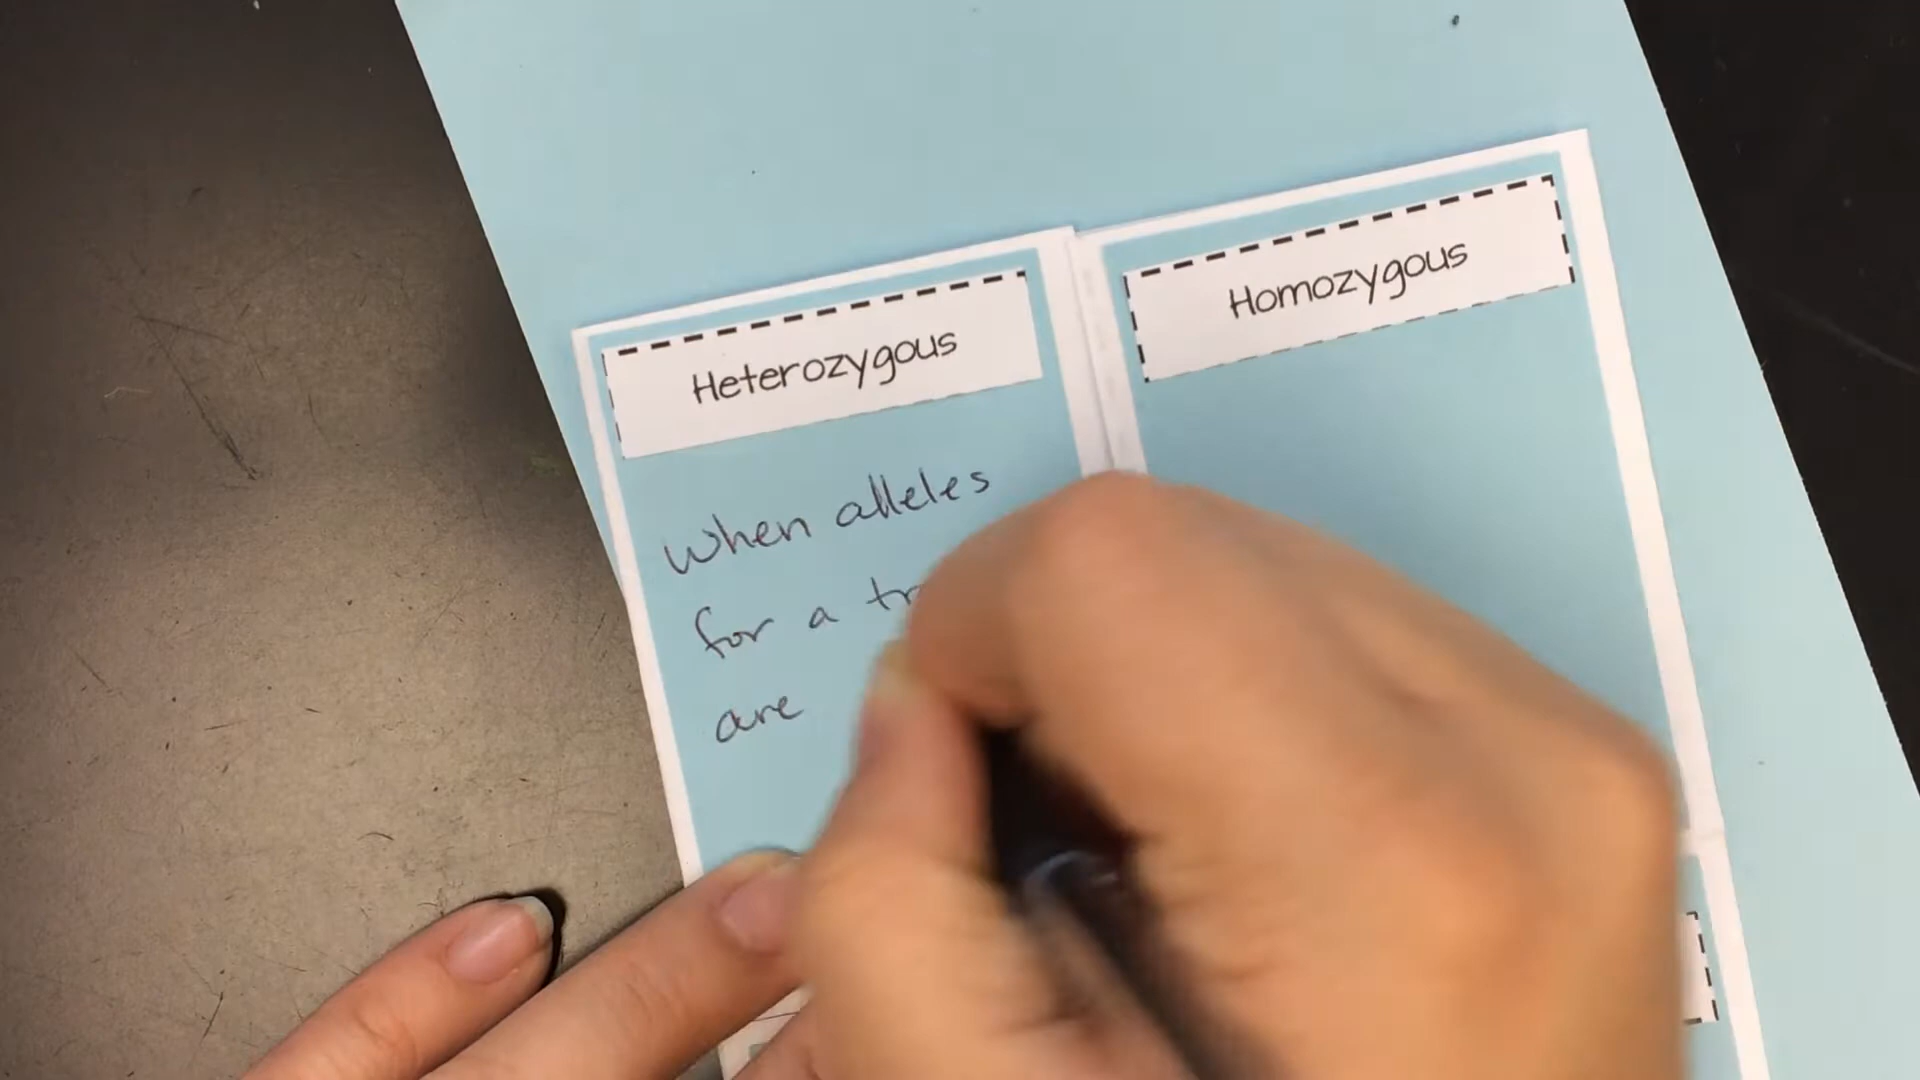 Heterozygous
When alleles
for a
are
Homozygous